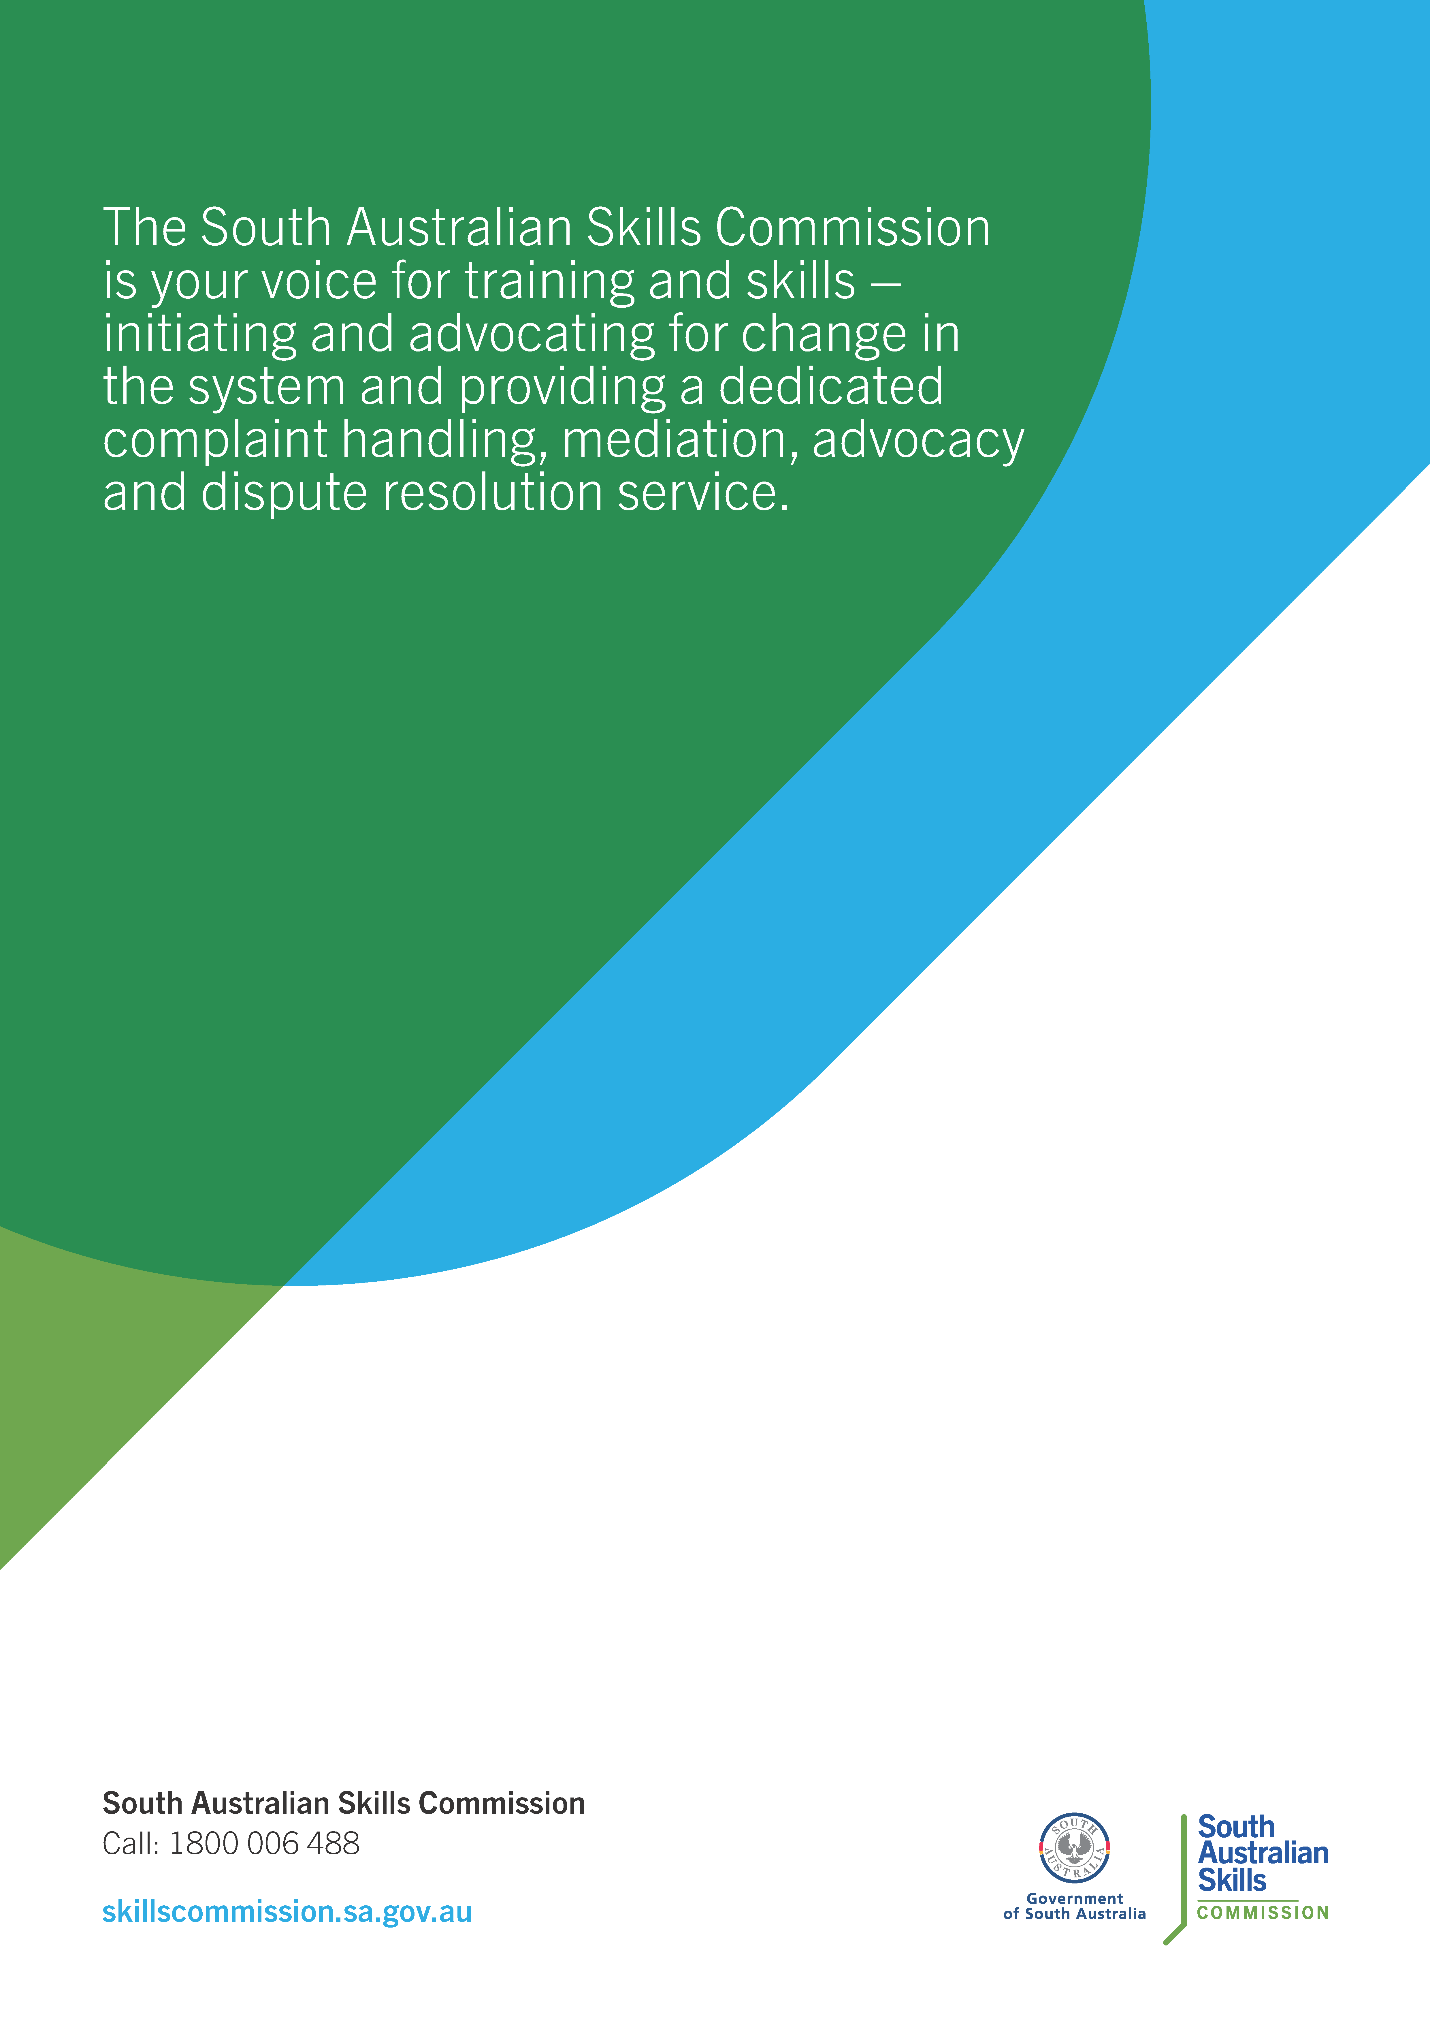 The South Australian Skills Commission
is your voice for training and skills –
initiating and advocating for change in
the system and providing a dedicated
complaint handling, mediation, advocacy
and dispute resolution service.
South Australian Skills Commission
Call: 1800 006 488
skillscommission.sa.gov.au
SOUTH AUSTRALIA
Government
of South Australia
South
Australian
Skills
COMMISSION